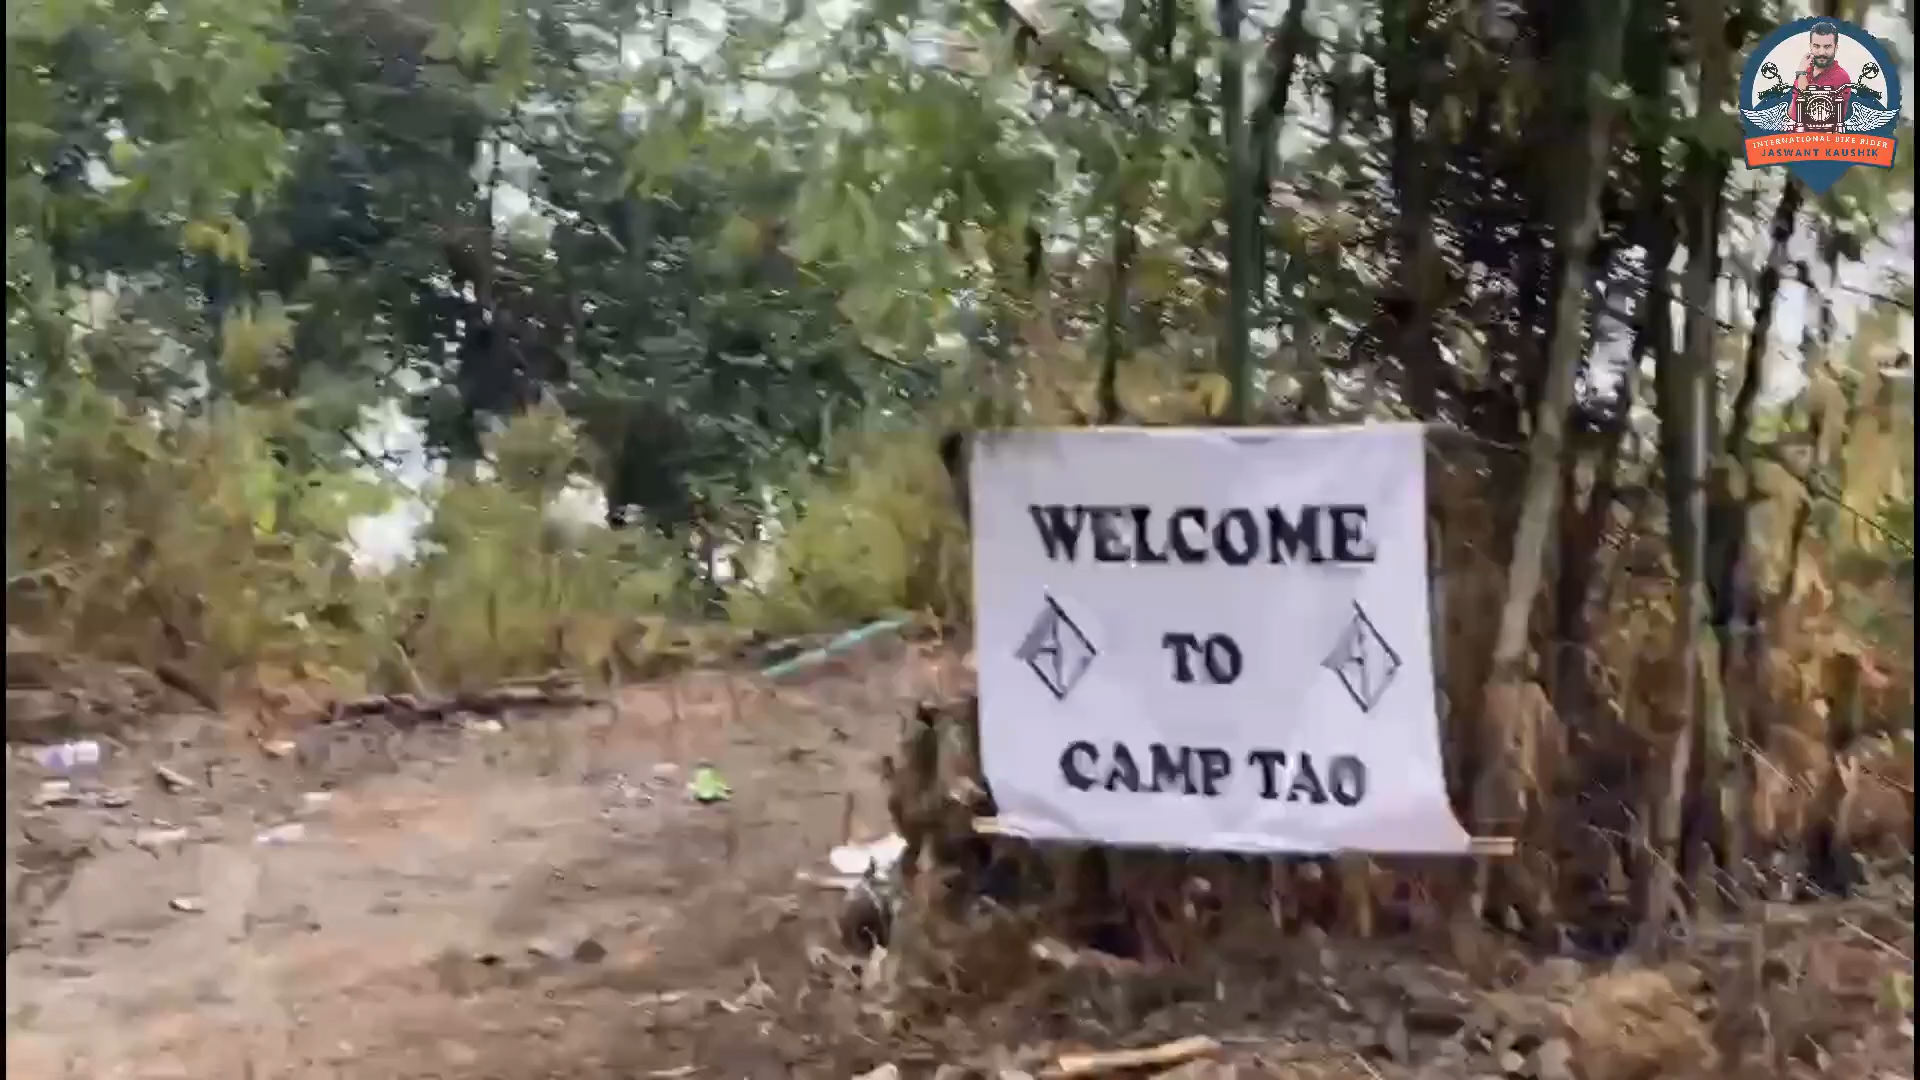 INTERNATIONAL BIKE RIDER
JASWANT KAUSHIK
WELCOME
TO
CAMP TAO